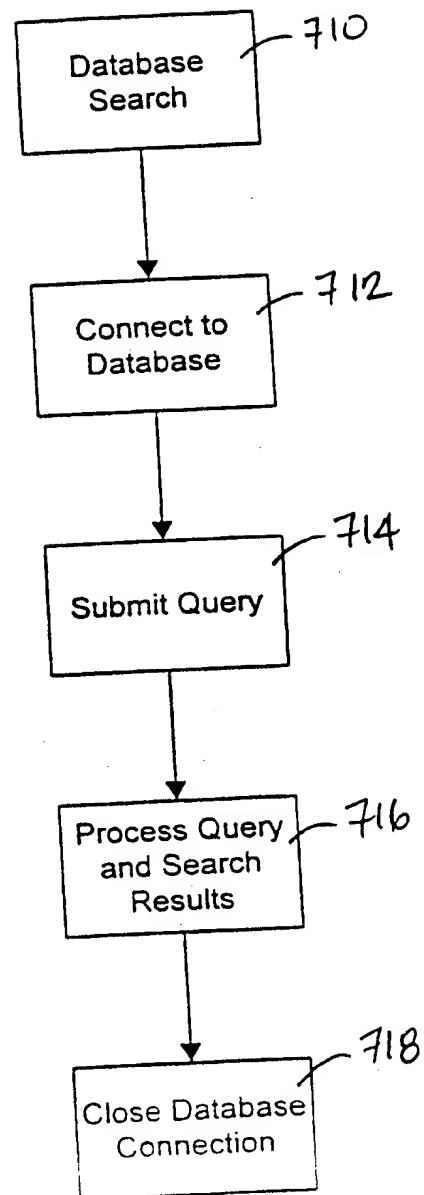 Database
Search
710
Connect to
Database
712
Submit Query
714
Process Query
and Search
Results
716
Close Database
Connection
718